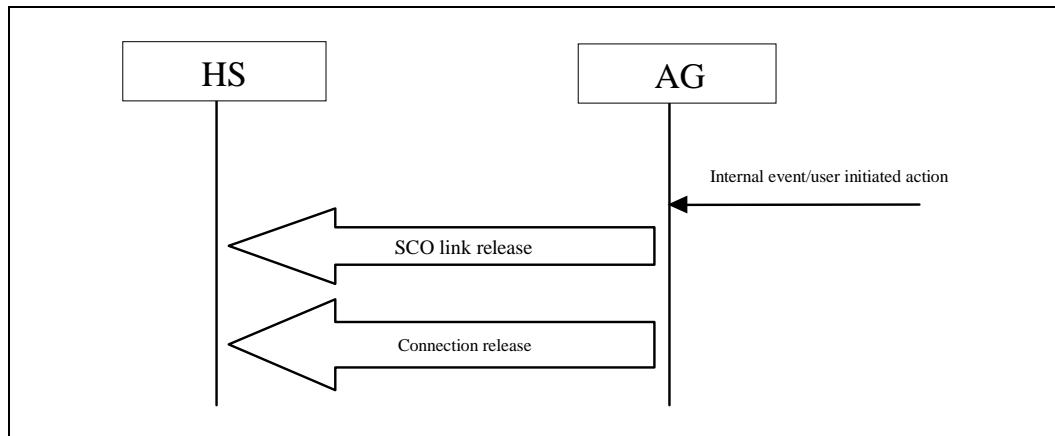 HS
AG
Internal event/user initiated action
SCO link release
Connection release